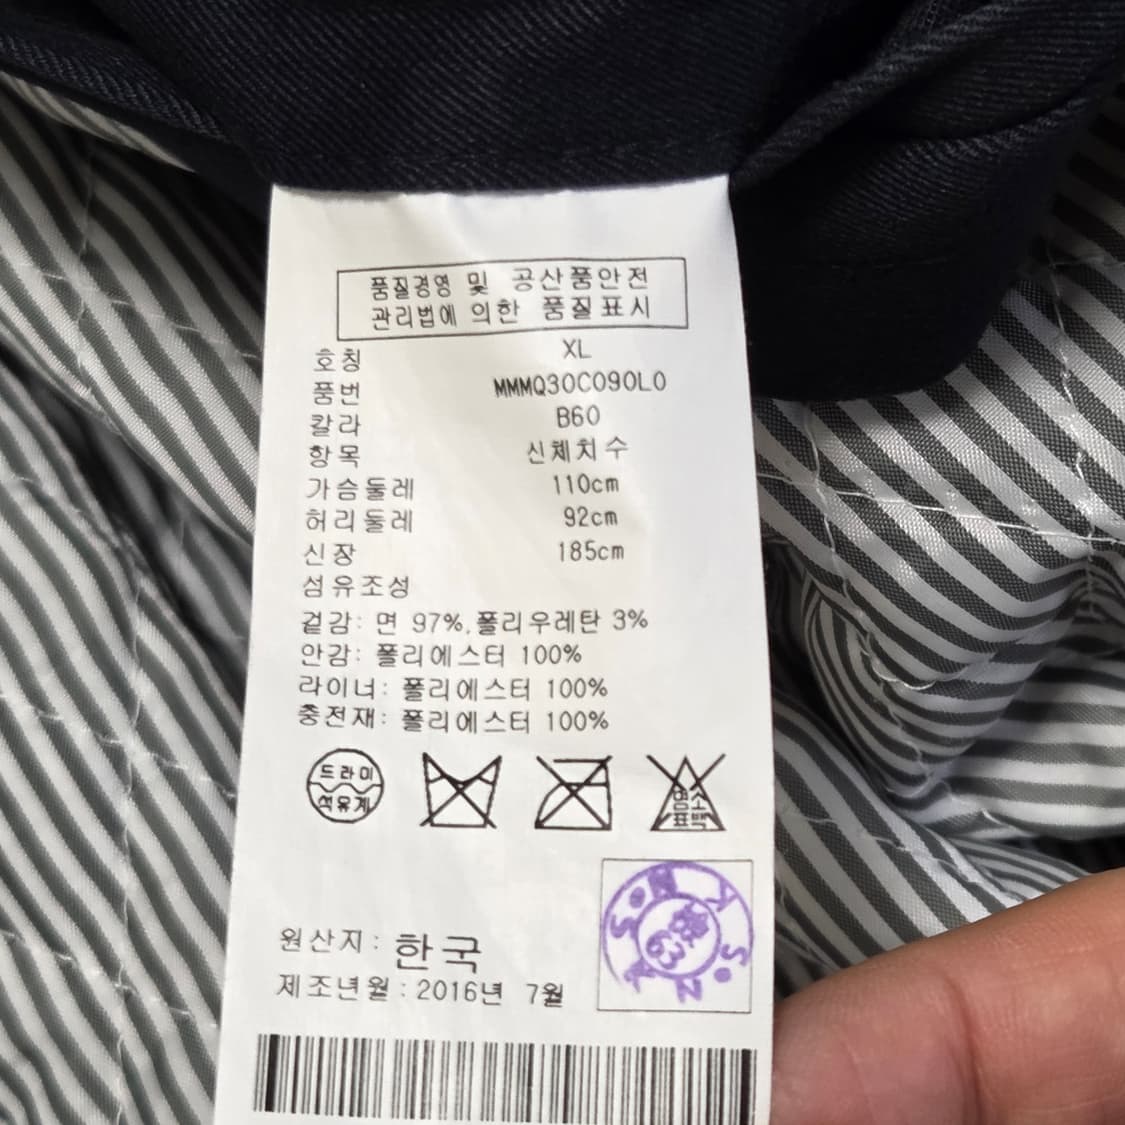 품질경영 및 공산품안전
관리법에 의한 품질표시
호칭 XL
품번 MMMQ30C090L0
칼라 B60
항목 신체치수
가슴둘레 110cm
허리둘레 92cm
신장 185cm
섬유조성
겉감: 면 97%,폴리우레탄 3%
안감: 폴리에스터 100%
라이너: 폴리에스터 100%
충전재: 폴리에스터 100%
드라이
석유계
염소
표백
원산지: 한국
제조년월:2016년 7월